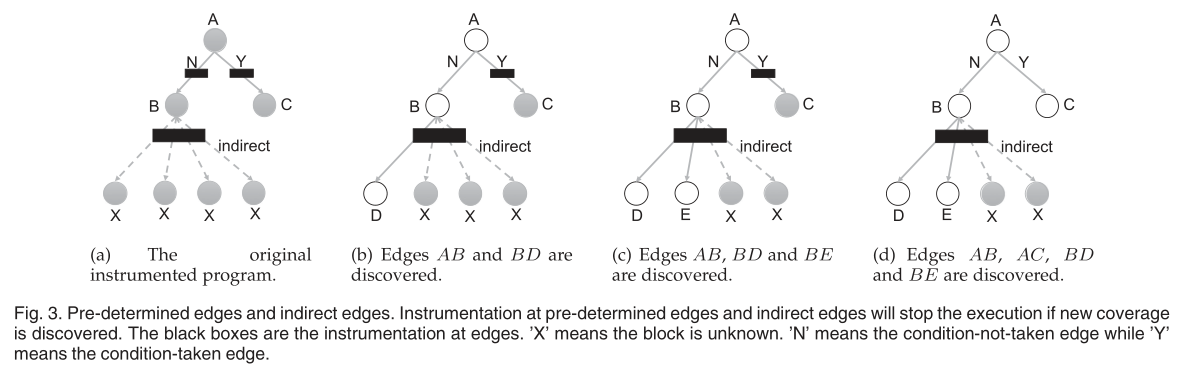 A
N Y
B C
indirect
X X X X
(a) The original
instrumented program.
A
N Y
B C
indirect
D X X X
(b) Edges AB and BD are
discovered.
A
N Y
B C
indirect
D E X X
(c) Edges AB, BD and BE
are discovered.
A
N Y
B C
indirect
D E X X
(d) Edges AB, AC, BD
and BE are discovered.
Fig. 3. Pre-determined edges and indirect edges. Instrumentation at pre-determined edges and indirect edges will stop the execution if new coverage
is discovered. The black boxes are the instrumentation at edges. 'X' means the block is unknown. 'N' means the condition-not-taken edge while 'Y'
means the condition-taken edge.